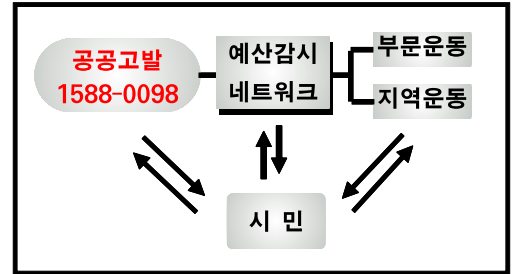 공공고발
1588-0098
예산감시
네트워크
부문운동
지역운동
시 민